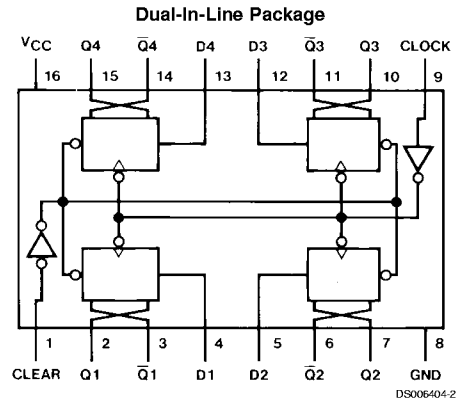 Dual-In-Line Package
VCC Q4 Q̅4 D4 D3 Q̅3 Q3 CLOCK
16 15 14 13 12 11 10 9
1 2 3 4 5 6 7 8
CLEAR Q1 Q̅1 D1 D2 Q̅2 Q2 GND
DS006404-2